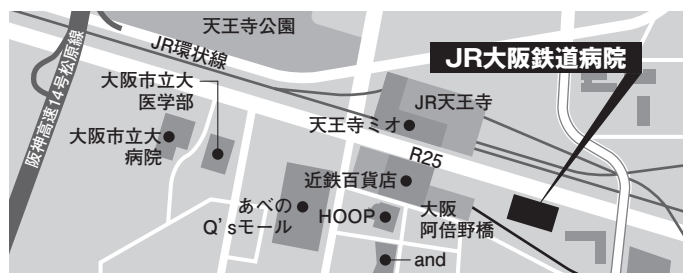 天王寺公園
JR環状線
JR大阪鉄道病院
阪神高速14号松原線
大阪市立大
医学部
JR天王寺
天王寺ミオ
大阪市立大
病院
R25
近鉄百貨店
あべの
Q'sモール
HOOP
大阪
阿倍野橋
and